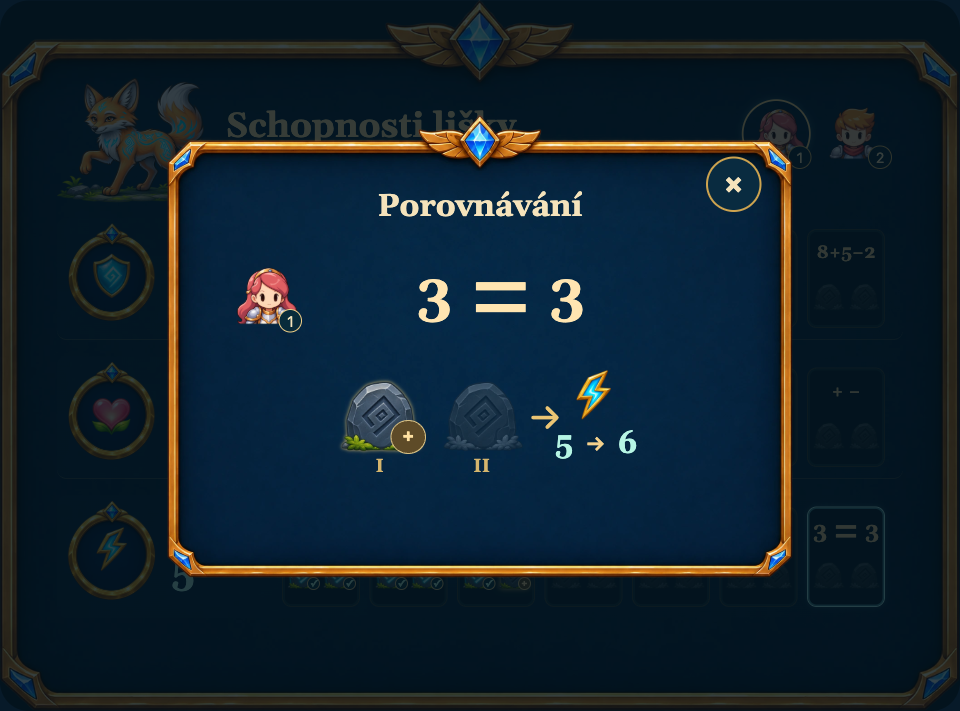 Schopnosti lišky
1
2
Porovnávání
×
8+5−2
3 = 3
1
+ −
+
I
II
5 → 6
3 = 3
5